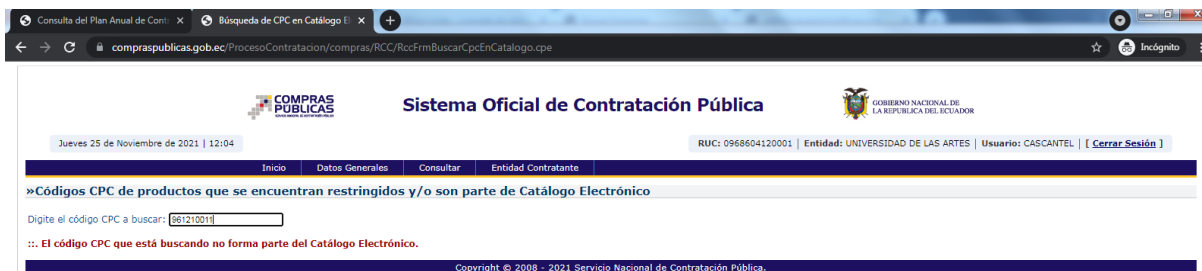 Consulta del Plan Anual de Contr
Búsqueda de CPC en Catálogo El
compraspublicas.gob.ec/ProcesoContratacion/compras/RCC/RccFrmBuscarCpcEnCatalogo.cpe
Incógnito
COMPRAS
PÚBLICAS
Sistema Oficial de Contratación Pública
GOBIERNO NACIONAL DE
LA REPUBLICA DEL ECUADOR
Jueves 25 de Noviembre de 2021 | 12:04
RUC: 0968604120001 | Entidad: UNIVERSIDAD DE LAS ARTES | Usuario: CASCANTEL | [ Cerrar Sesión ]
Inicio Datos Generales Consultar Entidad Contratante
»Códigos CPC de productos que se encuentran restringidos y/o son parte de Catálogo Electrónico
Digite el código CPC a buscar: 961210011
::. El código CPC que está buscando no forma parte del Catálogo Electrónico.
Copyright © 2008 - 2021 Servicio Nacional de Contratación Pública.